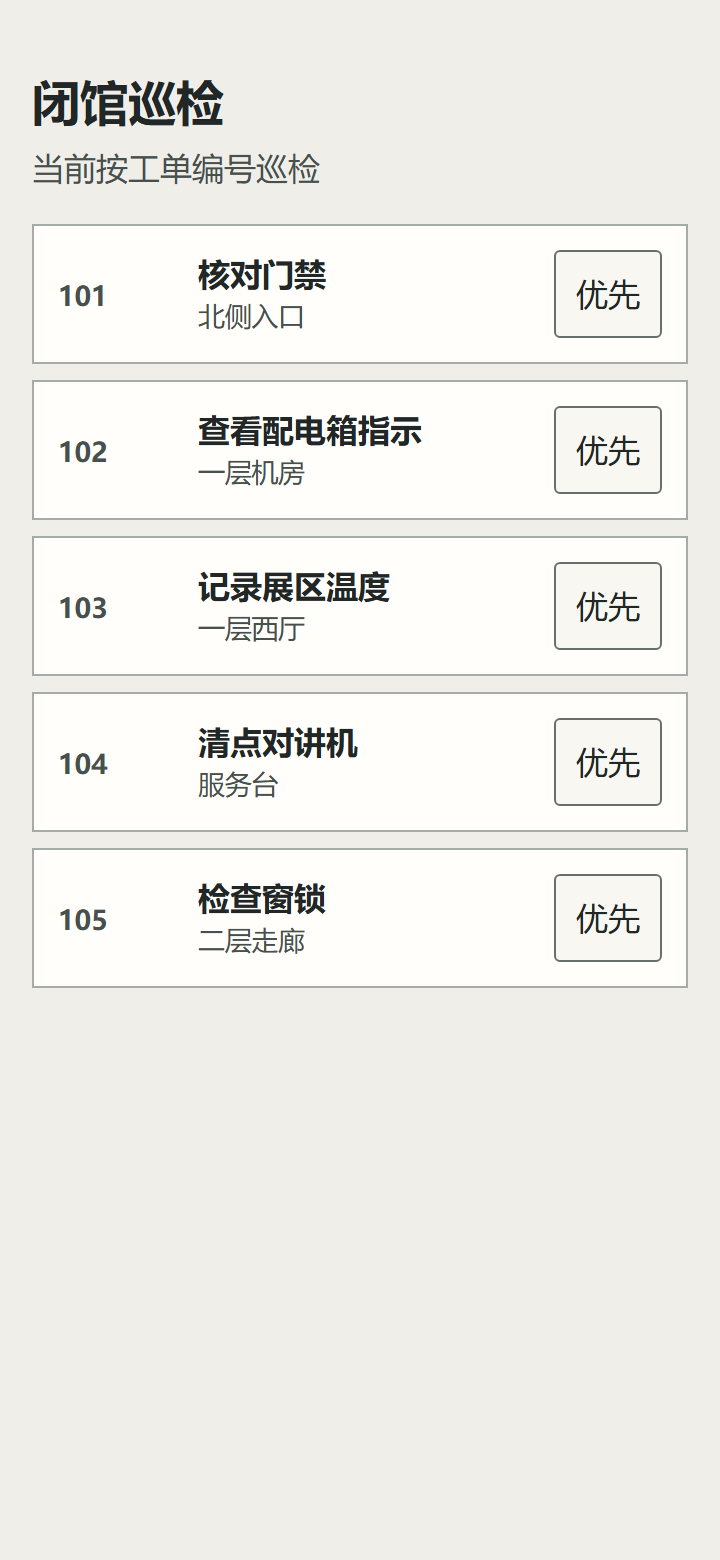 闭馆巡检
当前按工单编号巡检
101
核对门禁
北侧入口
优先
102
查看配电箱指示
一层机房
优先
103
记录展区温度
一层西厅
优先
104
清点对讲机
服务台
优先
105
检查窗锁
二层走廊
优先